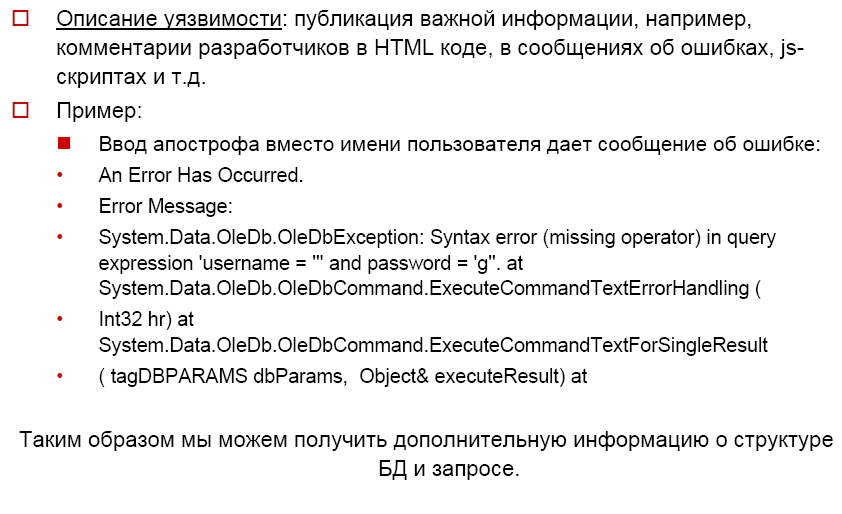 Описание уязвимости: публикация важной информации, например,
комментарии разработчиков в HTML коде, в сообщениях об ошибках, js-
скриптах и т.д.
Пример:
Ввод апострофа вместо имени пользователя дает сообщение об ошибке:
An Error Has Occurred.
Error Message:
System.Data.OleDb.OleDbException: Syntax error (missing operator) in query
expression 'username = ''' and password = 'g''. at
System.Data.OleDb.OleDbCommand.ExecuteCommandTextErrorHandling (
Int32 hr) at
System.Data.OleDb.OleDbCommand.ExecuteCommandTextForSingleResult
( tagDBPARAMS dbParams, Object& executeResult) at
Таким образом мы можем получить дополнительную информацию о структуре
БД и запросе.